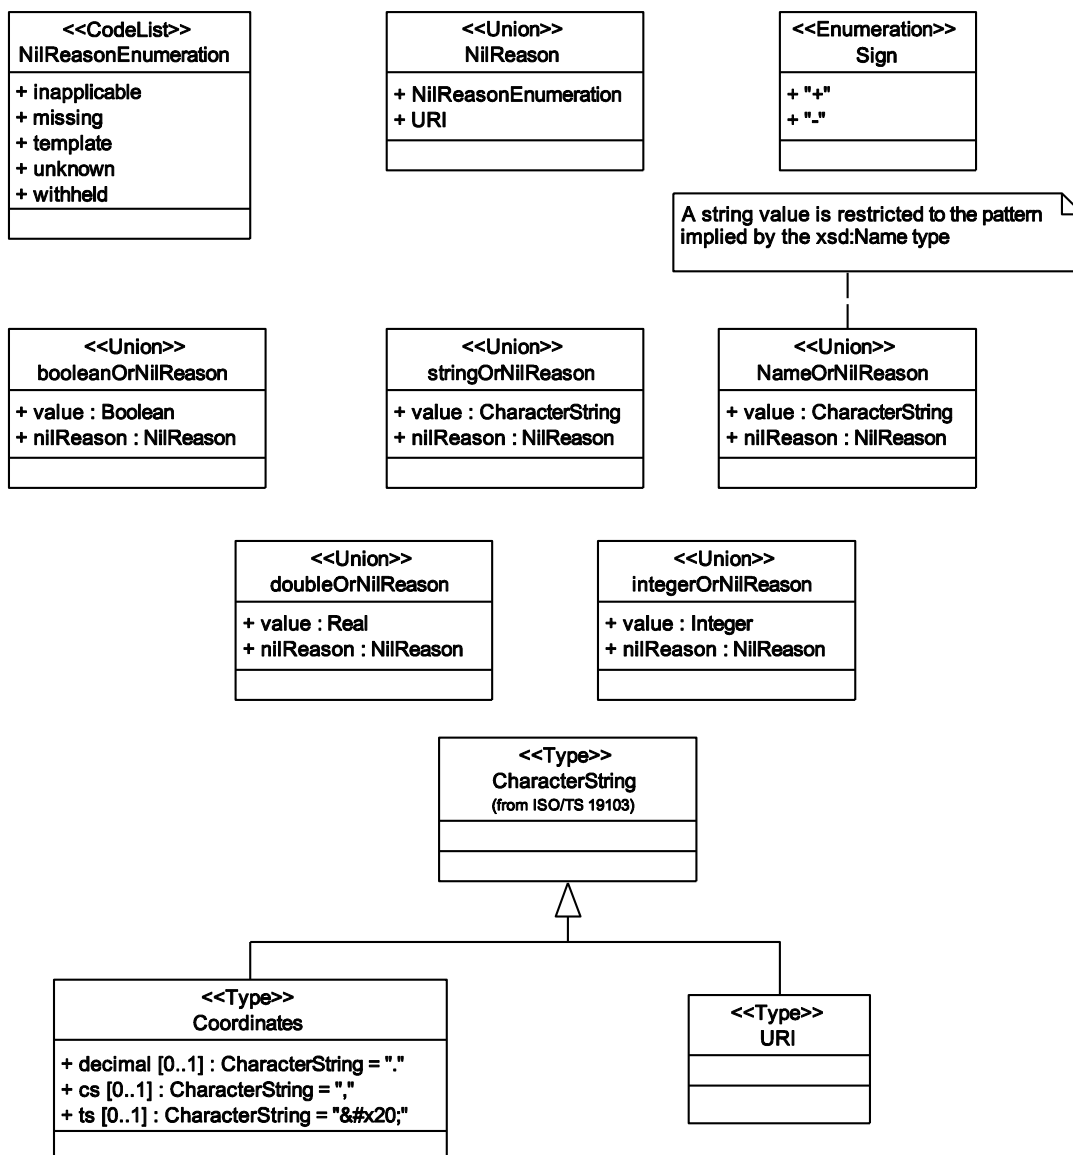 <<CodeList>>
NilReasonEnumeration
+ inapplicable
+ missing
+ template
+ unknown
+ withheld
<<Union>>
NilReason
+ NilReasonEnumeration
+ URI
<<Enumeration>>
Sign
+ "+"
+ "-"
A string value is restricted to the pattern
implied by the xsd:Name type
<<Union>>
booleanOrNilReason
+ value : Boolean
+ nilReason : NilReason
<<Union>>
stringOrNilReason
+ value : CharacterString
+ nilReason : NilReason
<<Union>>
NameOrNilReason
+ value : CharacterString
+ nilReason : NilReason
<<Union>>
doubleOrNilReason
+ value : Real
+ nilReason : NilReason
<<Union>>
integerOrNilReason
+ value : Integer
+ nilReason : NilReason
<<Type>>
CharacterString
(from ISO/TS 19103)
<<Type>>
Coordinates
+ decimal [0..1] : CharacterString = "."
+ cs [0..1] : CharacterString = ","
+ ts [0..1] : CharacterString = "&#x20;"
<<Type>>
URI